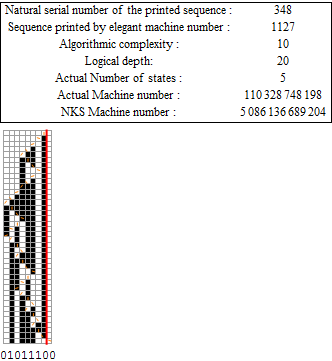 Natural serial number of the printed sequence : 348
Sequence printed by elegant machine number : 1127
Algorithmic complexity : 10
Logical depth: 20
Actual Number of states : 5
Actual Machine number : 110 328 748 198
NKS Machine number : 5 086 136 689 204
01011100